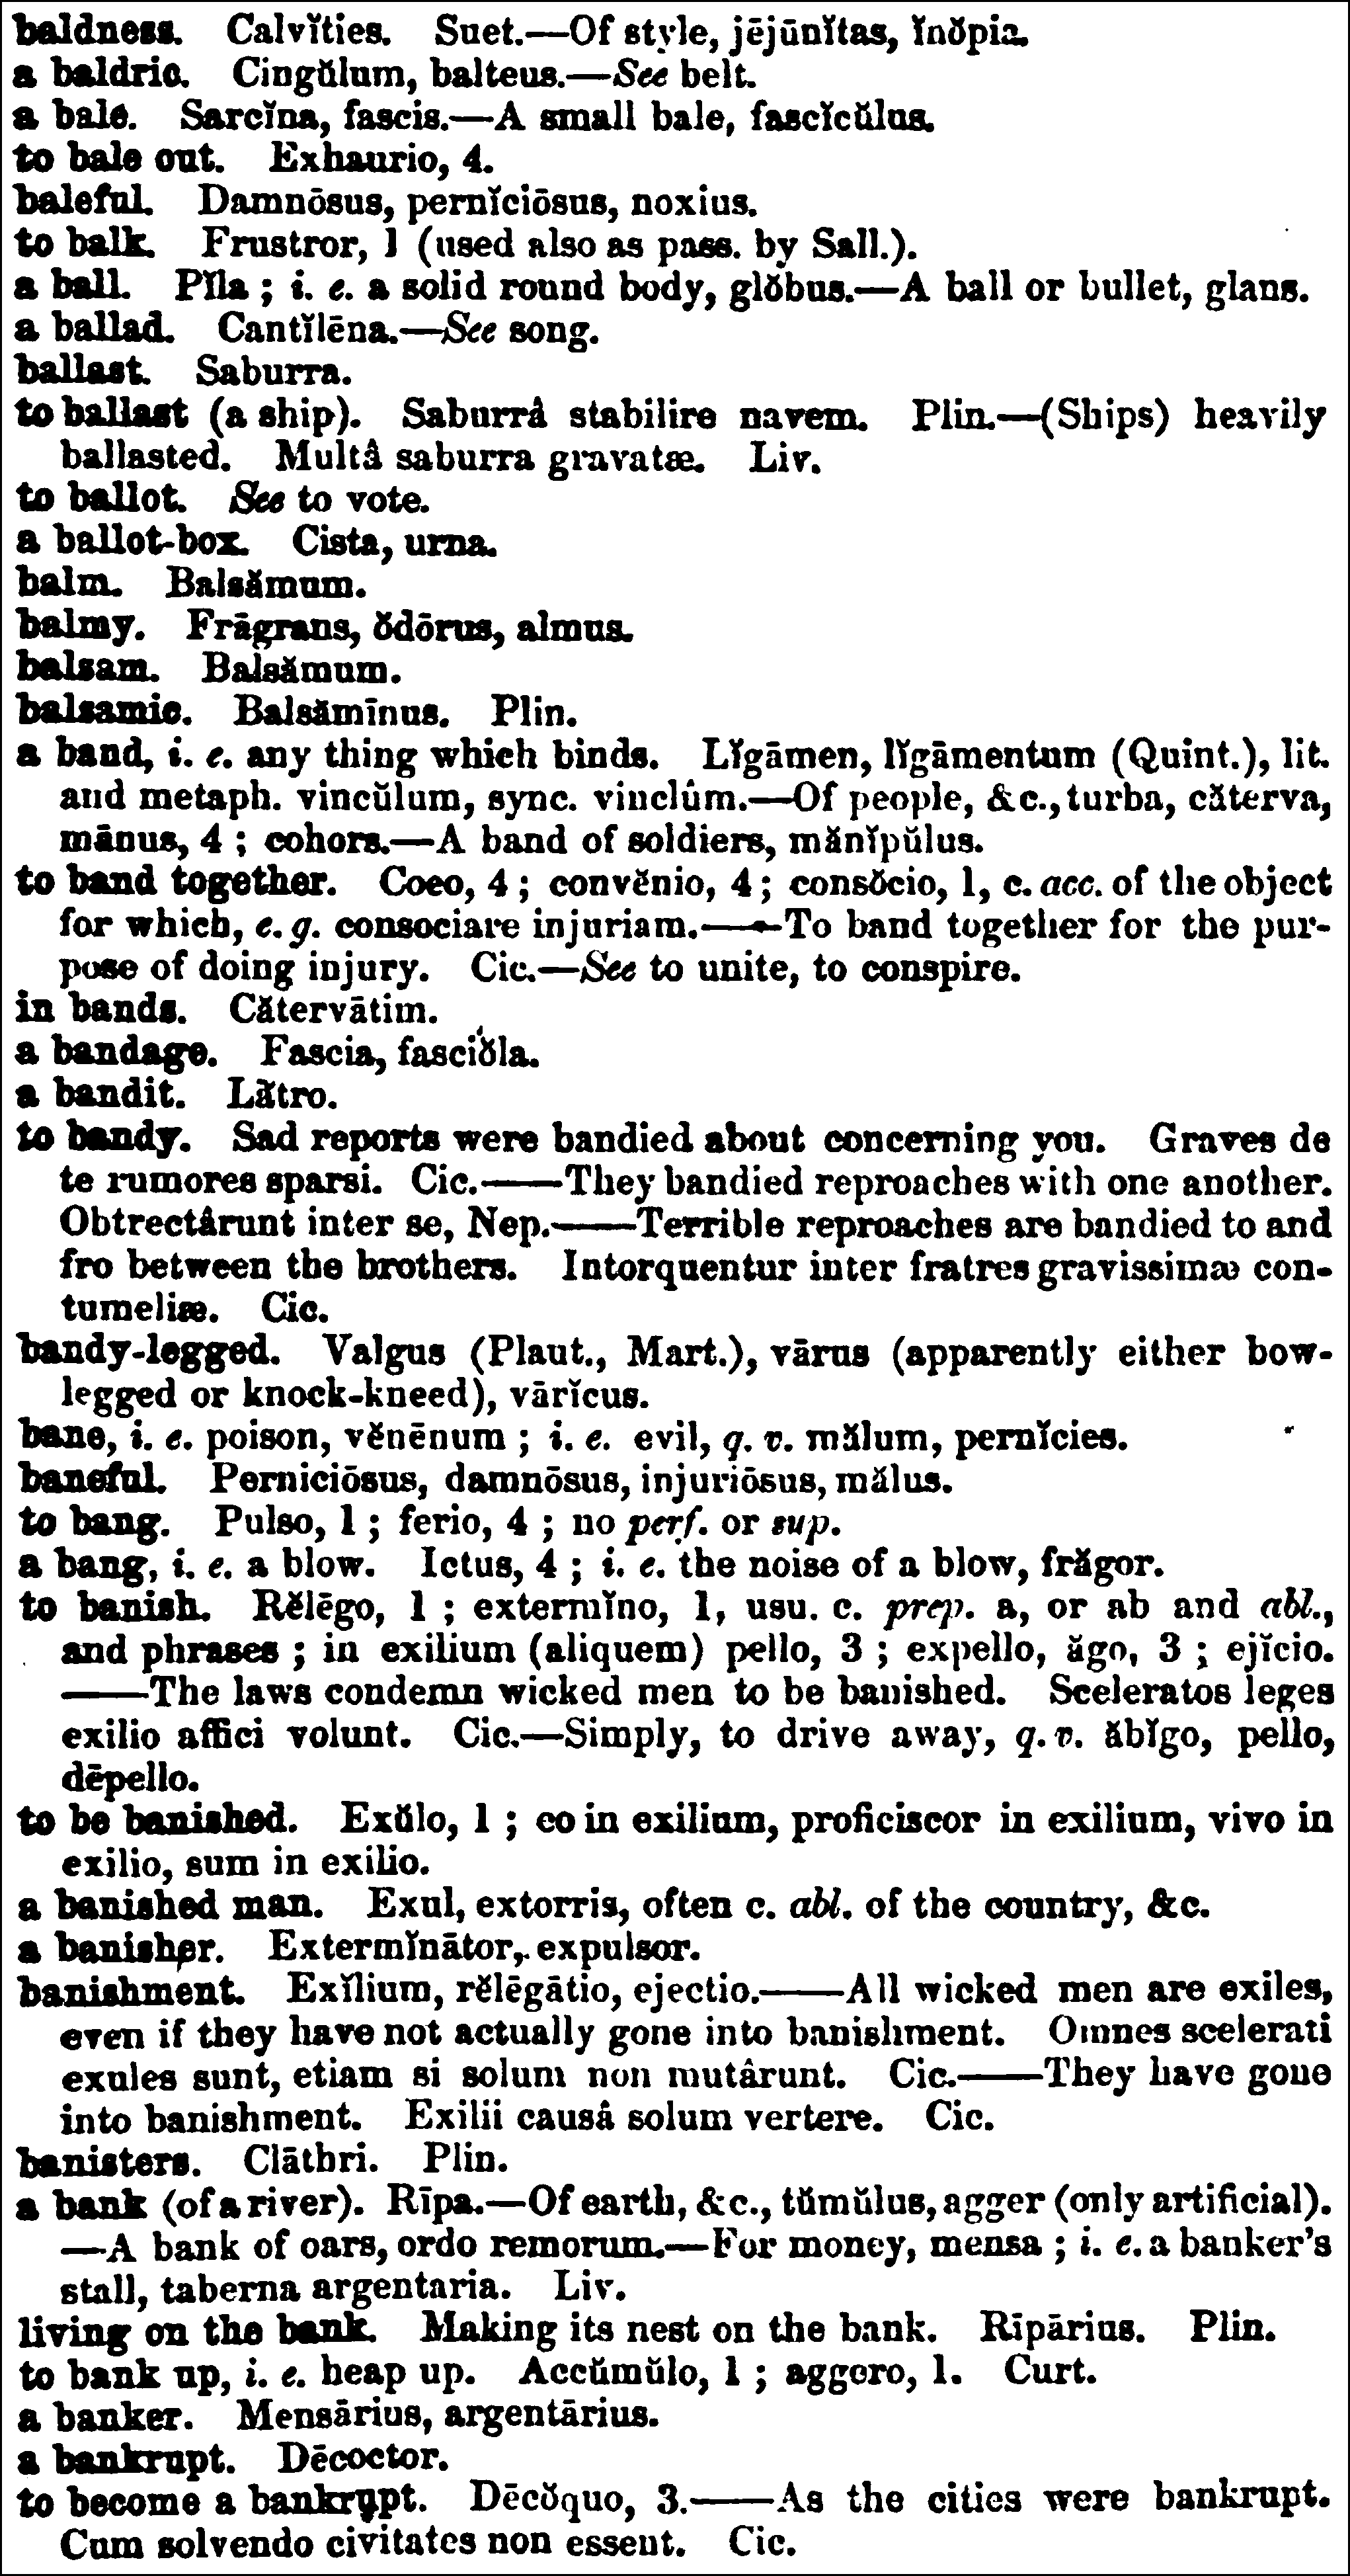 baldness. Calvĭties. Suet.—Of style, jējūnĭtas, ĭnŏpia.
a baldric. Cingŭlum, balteus.—See belt.
a bale. Sarcĭna, fascis.—A small bale, fascĭcŭlus.
to bale out. Exhaurio, 4.
baleful. Damnōsus, pernĭciōsus, noxius.
to balk. Frustror, 1 (used also as pass. by Sall.).
a ball. Pĭla ; i. e. a solid round body, glŏbus.—A ball or bullet, glans.
a ballad. Cantĭlēna.—See song.
ballast. Saburra.
to ballast (a ship). Saburrâ stabilire navem. Plin.—(Ships) heavily
ballasted. Multâ saburra gravatæ. Liv.
to ballot. See to vote.
a ballot-box. Cista, urna.
balm. Balsămum.
balmy. Frāgrans, ŏdōrus, almus.
balsam. Balsămum.
balsamic. Balsămīnus. Plin.
a band, i. e. any thing which binds. Lĭgāmen, lĭgāmentum (Quint.), lit.
and metaph. vincŭlum, sync. vinclûm.—Of people, &c., turba, căterva,
mānus, 4 ; cohors.—A band of soldiers, mănĭpŭlus.
to band together. Coeo, 4 ; convĕnio, 4 ; consŏcio, 1, c. acc. of the object
for which, e. g. consociare injuriam.——To band together for the pur-
pose of doing injury. Cic.—See to unite, to conspire.
in bands. Cătervātim.
a bandage. Fascia, fasciŏla.
a bandit. Lătro.
to bandy. Sad reports were bandied about concerning you. Graves de
te rumores sparsi. Cic.——They bandied reproaches with one another.
Obtrectârunt inter se, Nep.——Terrible reproaches are bandied to and
fro between the brothers. Intorquentur inter fratres gravissimæ con-
tumeliæ. Cic.
bandy-legged. Valgus (Plaut., Mart.), vārus (apparently either bow-
legged or knock-kneed), vārĭcus.
bane, i. e. poison, vĕnēnum ; i. e. evil, q. v. mălum, pernĭcies.
baneful. Perniciōsus, damnōsus, injuriōsus, mălus.
to bang. Pulso, 1 ; ferio, 4 ; no perf. or sup.
a bang, i. e. a blow. Ictus, 4 ; i. e. the noise of a blow, frăgor.
to banish. Rĕlēgo, 1 ; extermĭno, 1, usu. c. prep. a, or ab and abl.,
and phrases ; in exilium (aliquem) pello, 3 ; expello, ăgo, 3 ; ejĭcio.
——The laws condemn wicked men to be banished. Sceleratos leges
exilio affici volunt. Cic.—Simply, to drive away, q. v. ăbĭgo, pello,
dēpello.
to be banished. Exŭlo, 1 ; eo in exilium, proficiscor in exilium, vivo in
exilio, sum in exilio.
a banished man. Exul, extorris, often c. abl. of the country, &c.
a banisher. Extermĭnātor, expulsor.
banishment. Exĭlium, rĕlēgātio, ejectio.——All wicked men are exiles,
even if they have not actually gone into banishment. Omnes scelerati
exules sunt, etiam si solum non mutârunt. Cic.——They have gone
into banishment. Exilii causâ solum vertere. Cic.
banisters. Clāthri. Plin.
a bank (of a river). Rīpa.—Of earth, &c., tŭmŭlus, agger (only artificial).
—A bank of oars, ordo remorum.—For money, mensa ; i. e. a banker's
stall, taberna argentaria. Liv.
living on the bank. Making its nest on the bank. Rīpārius. Plin.
to bank up, i. e. heap up. Accŭmŭlo, 1 ; aggero, 1. Curt.
a banker. Mensārius, argentārius.
a bankrupt. Dēcoctor.
to become a bankrupt. Dēcŏquo, 3.——As the cities were bankrupt.
Cum solvendo civitates non essent. Cic.